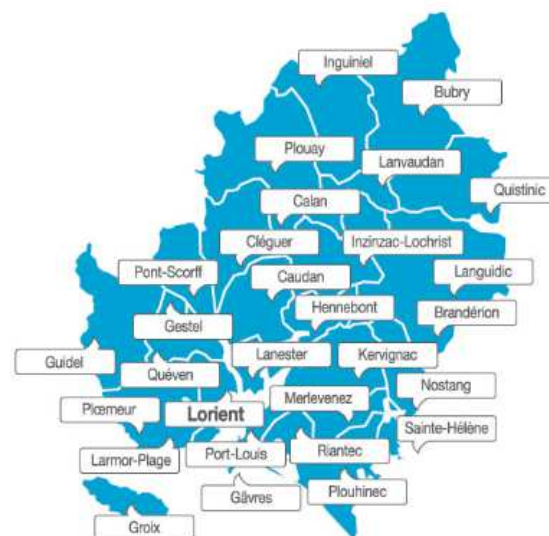 Inguiniel
Bubry
Plouay
Lanvaudan
Quistinic
Calan
Cléguer
Inzinzac-Lochrist
Pont-Scorff
Caudan
Languidic
Hennebont
Brandérion
Gestel
Guidel
Lanester
Kervignac
Quéven
Nostang
Merlevenez
Plœmeur
Lorient
Sainte-Hélène
Larmor-Plage
Port-Louis
Riantec
Gâvres
Plouhinec
Groix